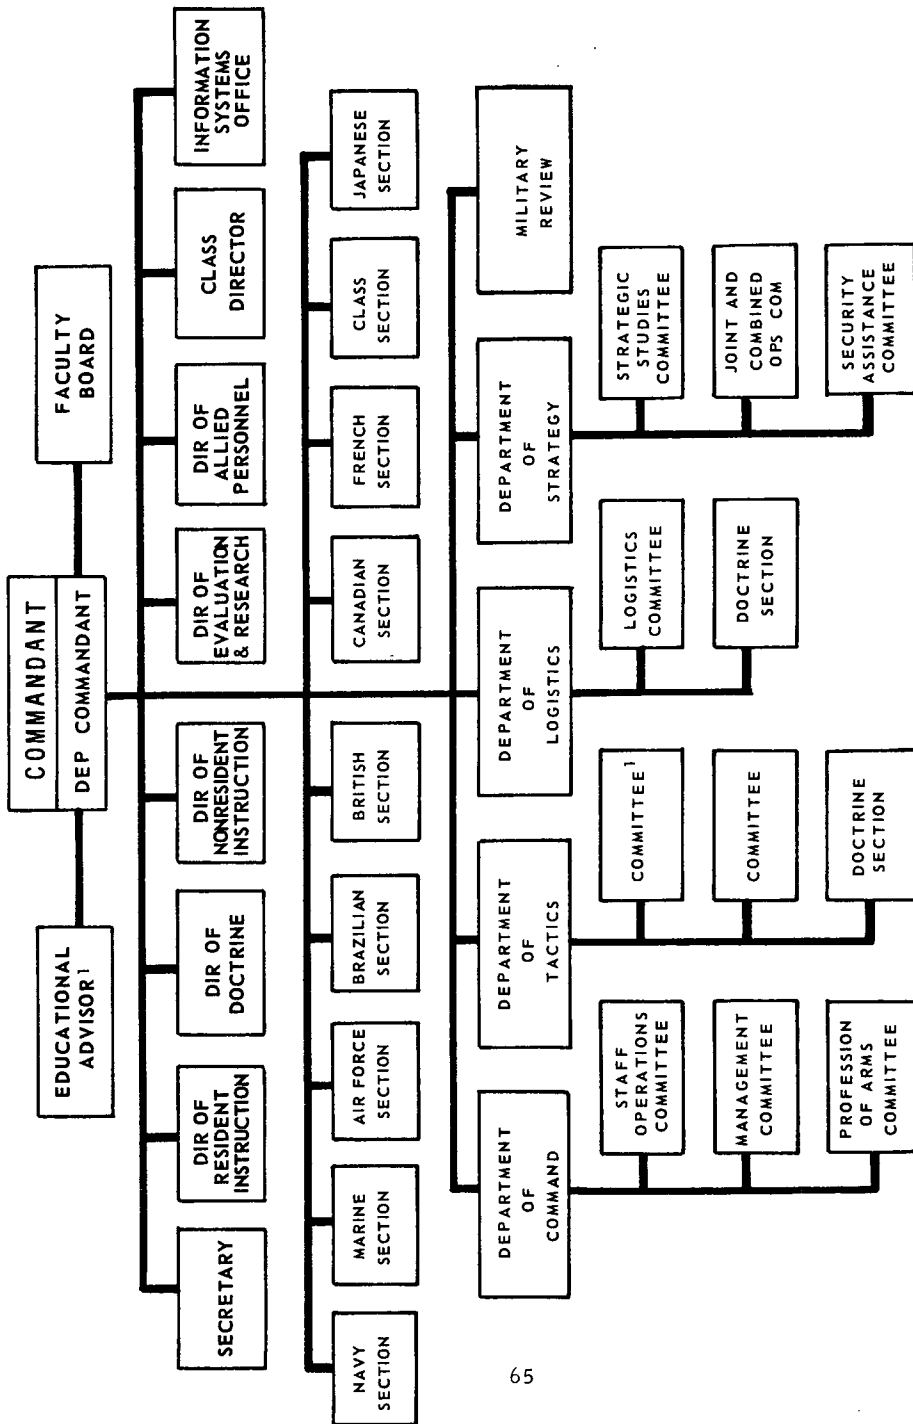 COMMANDANT
DEP COMMANDANT
EDUCATIONAL
ADVISOR¹
FACULTY
BOARD
SECRETARY
DIR OF
RESIDENT
INSTRUCTION
DIR OF
DOCTRINE
DIR OF
NONRESIDENT
INSTRUCTION
DIR OF
EVALUATION
& RESEARCH
DIR OF
ALLIED
PERSONNEL
CLASS
DIRECTOR
INFORMATION
SYSTEMS
OFFICE
NAVY
SECTION
MARINE
SECTION
AIR FORCE
SECTION
BRAZILIAN
SECTION
BRITISH
SECTION
CANADIAN
SECTION
FRENCH
SECTION
CLASS
SECTION
JAPANESE
SECTION
DEPARTMENT
OF
COMMAND
DEPARTMENT
OF
TACTICS
DEPARTMENT
OF
LOGISTICS
DEPARTMENT
OF
STRATEGY
MILITARY
REVIEW
STAFF
OPERATIONS
COMMITTEE
MANAGEMENT
COMMITTEE
PROFESSION
OF ARMS
COMMITTEE
COMMITTEE¹
COMMITTEE
DOCTRINE
SECTION
LOGISTICS
COMMITTEE
DOCTRINE
SECTION
STRATEGIC
STUDIES
COMMITTEE
JOINT AND
COMBINED
OPS COM
SECURITY
ASSISTANCE
COMMITTEE
65